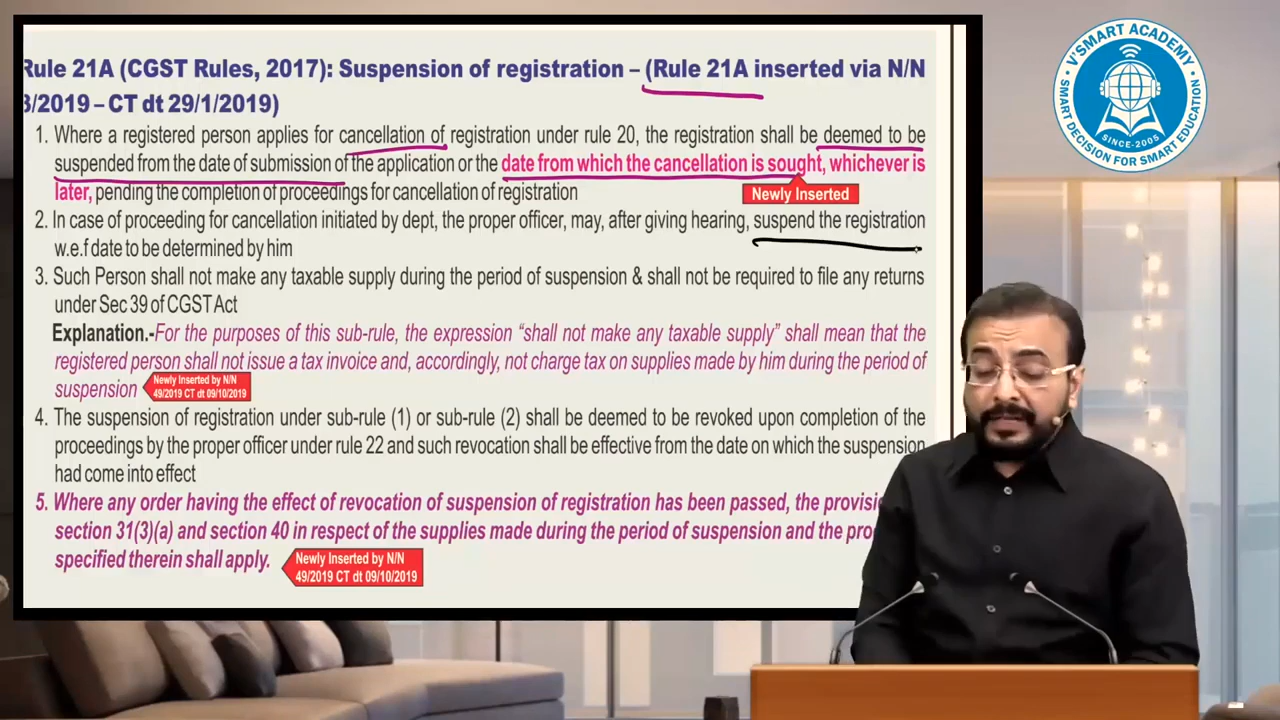 Rule 21A (CGST Rules, 2017): Suspension of registration – (Rule 21A inserted via N/N
3/2019 – CT dt 29/1/2019)
1. Where a registered person applies for cancellation of registration under rule 20, the registration shall be deemed to be
suspended from the date of submission of the application or the date from which the cancellation is sought, whichever is
later, pending the completion of proceedings for cancellation of registration
Newly Inserted
2. In case of proceeding for cancellation initiated by dept, the proper officer, may, after giving hearing, suspend the registration
w.e.f date to be determined by him
3. Such Person shall not make any taxable supply during the period of suspension & shall not be required to file any returns
under Sec 39 of CGST Act
Explanation.-For the purposes of this sub-rule, the expression “shall not make any taxable supply” shall mean that the
registered person shall not issue a tax invoice and, accordingly, not charge tax on supplies made by him during the period of
suspension
Newly Inserted by N/N
49/2019 CT dt 09/10/2019
4. The suspension of registration under sub-rule (1) or sub-rule (2) shall be deemed to be revoked upon completion of the
proceedings by the proper officer under rule 22 and such revocation shall be effective from the date on which the suspension
had come into effect
5. Where any order having the effect of revocation of suspension of registration has been passed, the
section 31(3)(a) and section 40 in respect of the supplies made during the period of suspension and the
specified therein shall apply.
Newly Inserted by N/N
49/2019 CT dt 09/10/2019
V'SMART ACADEMY
SMART DECISION FOR SMART EDUCATION
SINCE-2005